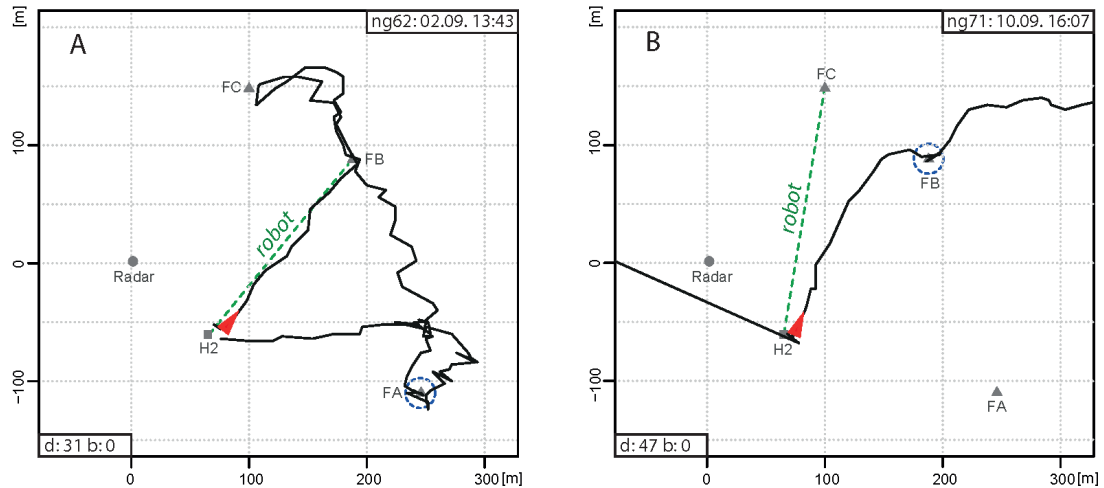 [m]
A
ng62: 02.09. 13:43
FC
100
FB
robot
0
Radar
H2
FA
−100
d: 31 b: 0
0
100
200
300 [m]
[m]
B
ng71: 10.09. 16:07
FC
100
FB
robot
0
Radar
H2
−100
FA
d: 47 b: 0
0
100
200
300 [m]